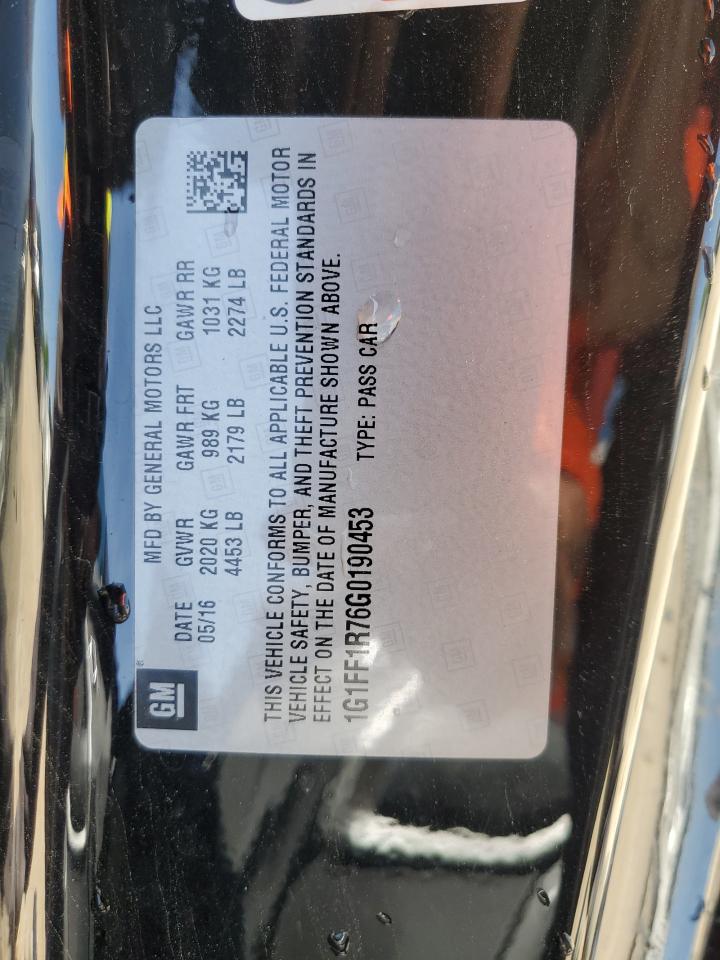 GM®
MFD BY GENERAL MOTORS LLC
DATE GVWR GAWR FRT GAWR RR
05/16 2020 KG 989 KG 1031 KG
4453 LB 2179 LB 2274 LB
THIS VEHICLE CONFORMS TO ALL APPLICABLE U.S. FEDERAL MOTOR
VEHICLE SAFETY, BUMPER, AND THEFT PREVENTION STANDARDS IN
EFFECT ON THE DATE OF MANUFACTURE SHOWN ABOVE.
1G1FF1R76G0190453 TYPE: PASS CAR